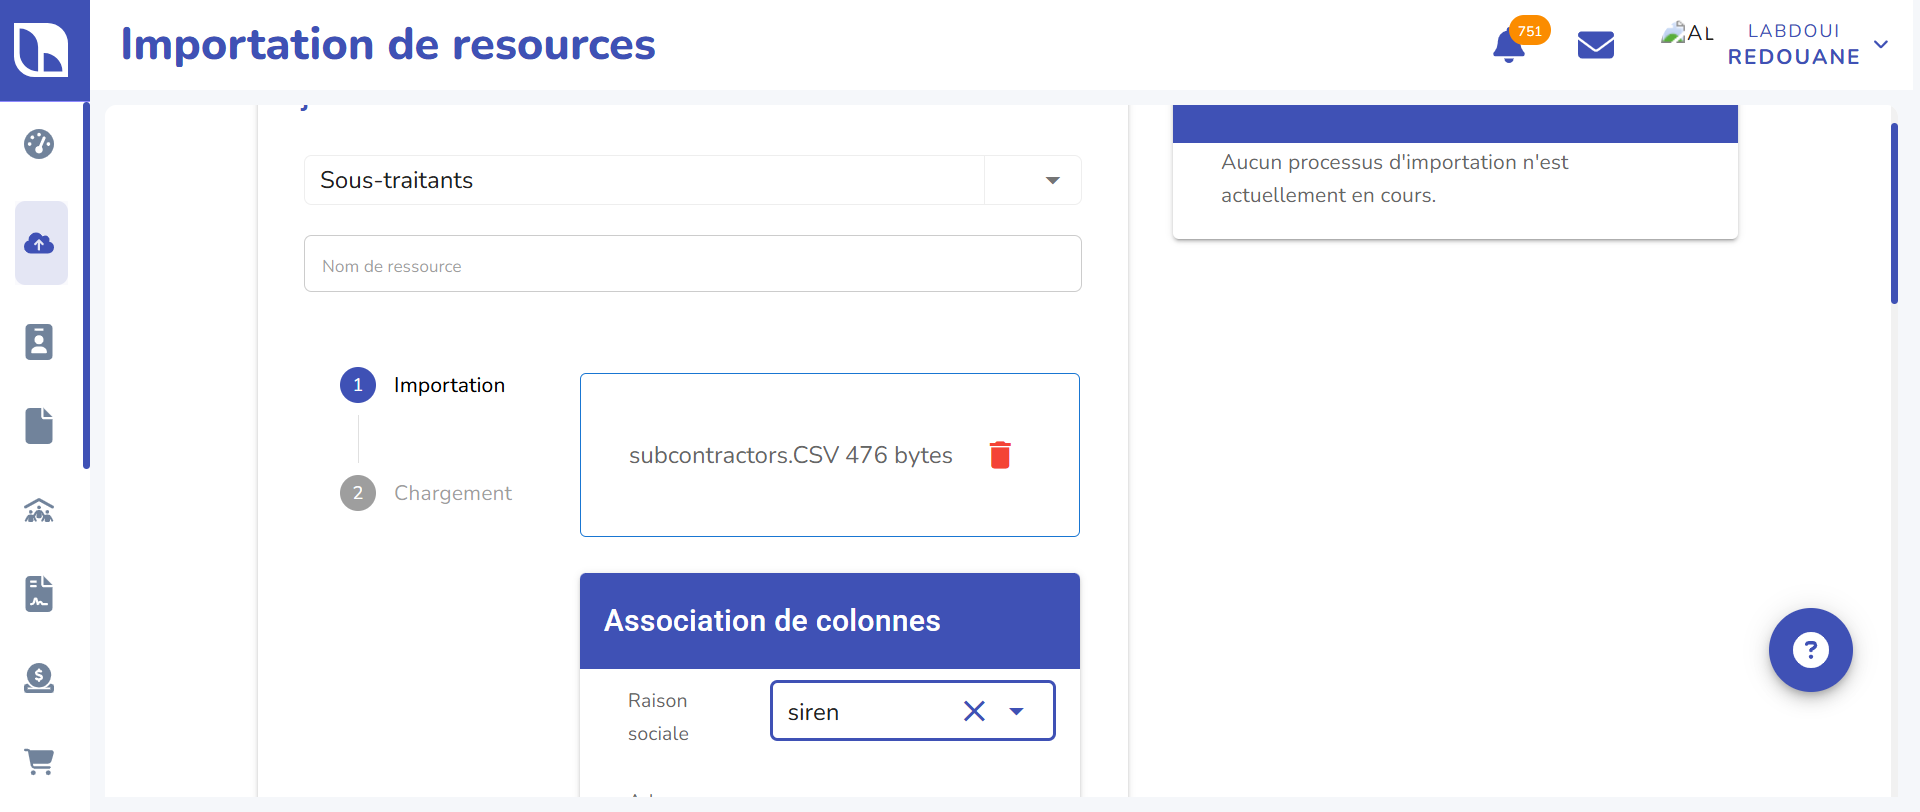 Importation de resources
751
AL
LABDOUI
REDOUANE
Sous-traitants
Aucun processus d'importation n'est
actuellement en cours.
Nom de ressource
1 Importation
subcontractors.CSV 476 bytes
2 Chargement
Association de colonnes
Raison
sociale
siren